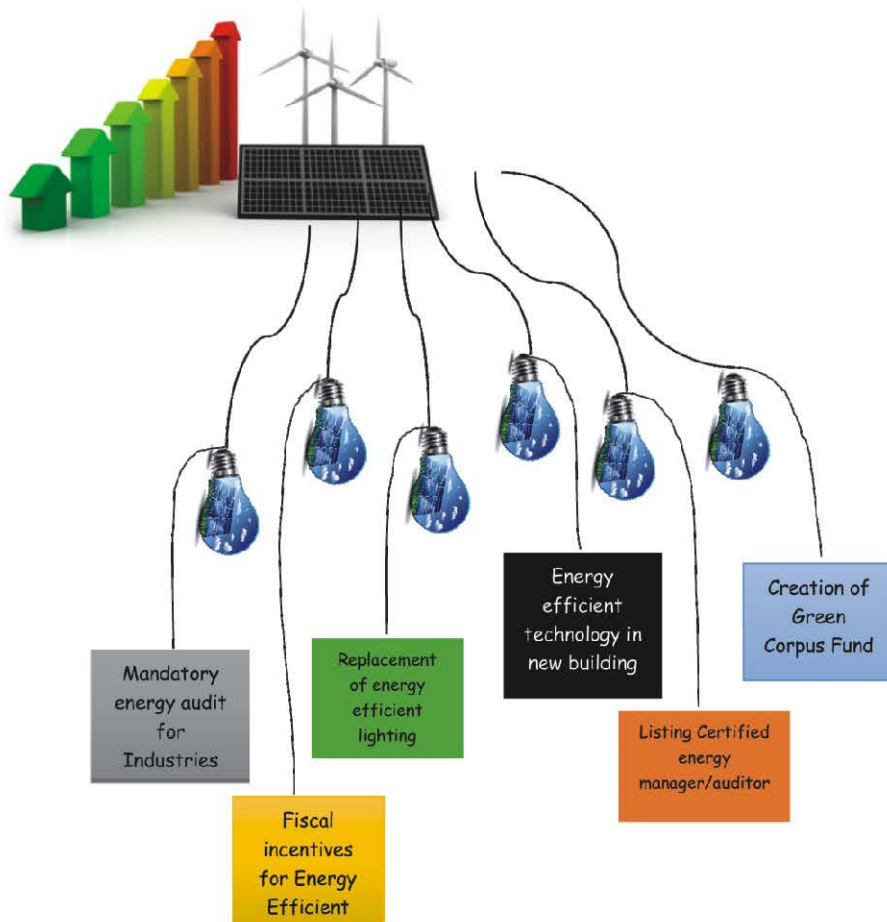 Mandatory
energy audit
for
Industries
Fiscal
incentives
for Energy
Efficient
Replacement
of energy
efficient
lighting
Energy
efficient
technology in
new building
Listing Certified
energy
manager/auditor
Creation of
Green
Corpus Fund